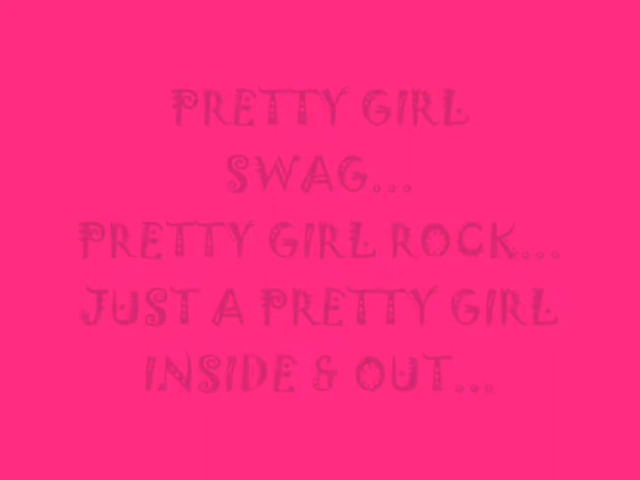 PRETTY GIRL
SWAG...
PRETTY GIRL ROCK...
JUST A PRETTY GIRL
INSIDE & OUT...